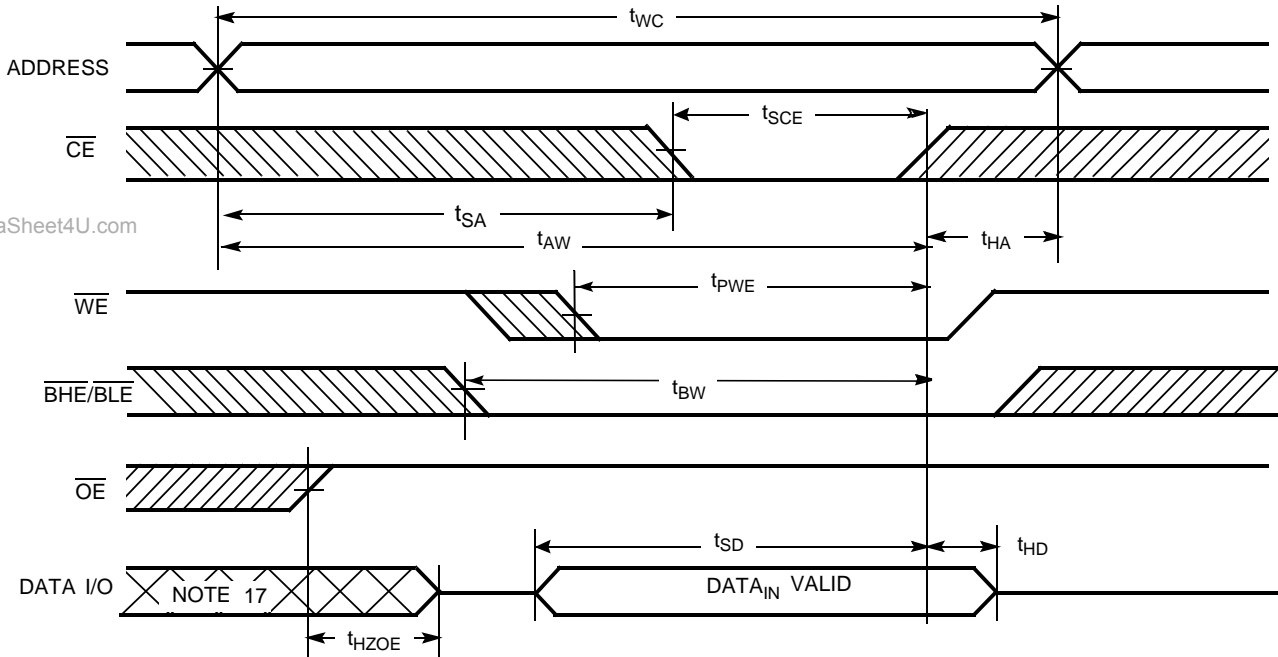 tWC
ADDRESS
tSCE
CE
tSA
aSheet4U.com
tAW
tHA
tPWE
WE
tBW
BHE/BLE
OE
tSD
tHD
DATA I/O
NOTE 17
DATAIN VALID
tHZOE